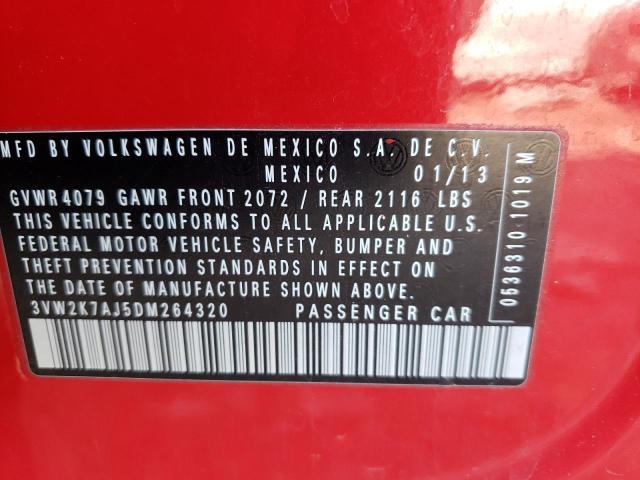 MFD BY VOLKSWAGEN DE MEXICO S.A. DE C.V.
MEXICO 01/13
GVWR4079 GAWR FRONT 2072 / REAR 2116 LBS
THIS VEHICLE CONFORMS TO ALL APPLICABLE U.S.
FEDERAL MOTOR VEHICLE SAFETY, BUMPER AND
THEFT PREVENTION STANDARDS IN EFFECT ON
THE DATE OF MANUFACTURE SHOWN ABOVE.
3VW2K7AJ5DM264320 PASSENGER CAR
0536310-1019 M